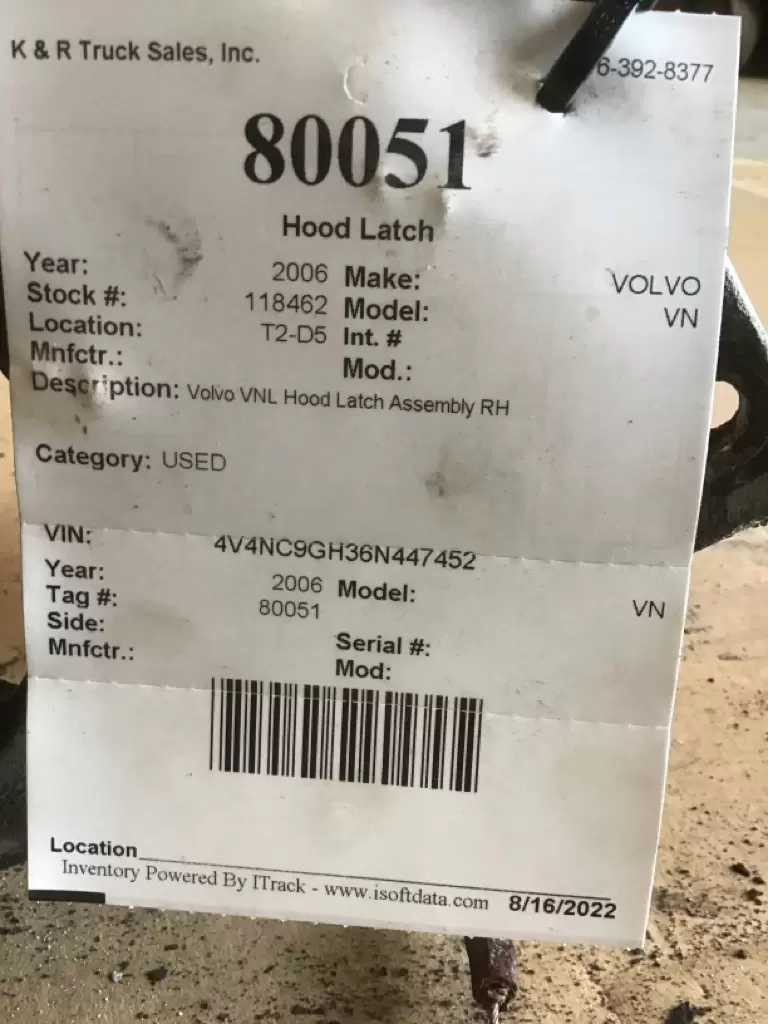 K & R Truck Sales, Inc. 6-392-8377
80051
Hood Latch
Year: 2006 Make: VOLVO
Stock #: 118462 Model: VN
Location: T2-D5 Int. #
Mnfctr.: Mod.:
Description: Volvo VNL Hood Latch Assembly RH
Category: USED
VIN: 4V4NC9GH36N447452
Year: 2006 Model: VN
Tag #: 80051
Side: Serial #:
Mnfctr.: Mod:
Location
Inventory Powered By ITrack - www.isoftdata.com 8/16/2022